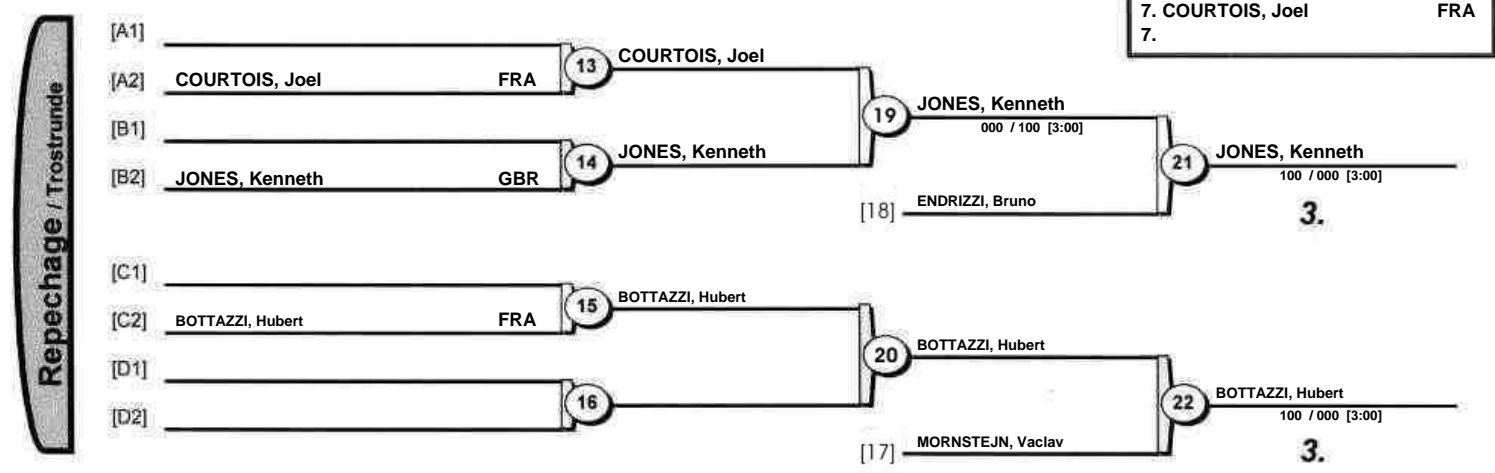 7. COURTOIS, Joel FRA
7.
Repechage / Trostrunde
[A1]
[A2] COURTOIS, Joel FRA
13 COURTOIS, Joel
[B1]
[B2] JONES, Kenneth GBR
14 JONES, Kenneth
19 JONES, Kenneth
000 / 100 [3:00]
[18] ENDRIZZI, Bruno
21 JONES, Kenneth
100 / 000 [3:00]
3.
[C1]
[C2] BOTTAZZI, Hubert FRA
15 BOTTAZZI, Hubert
[D1]
[D2]
16
20 BOTTAZZI, Hubert
[17] MORNSTEJN, Vaclav
22 BOTTAZZI, Hubert
100 / 000 [3:00]
3.